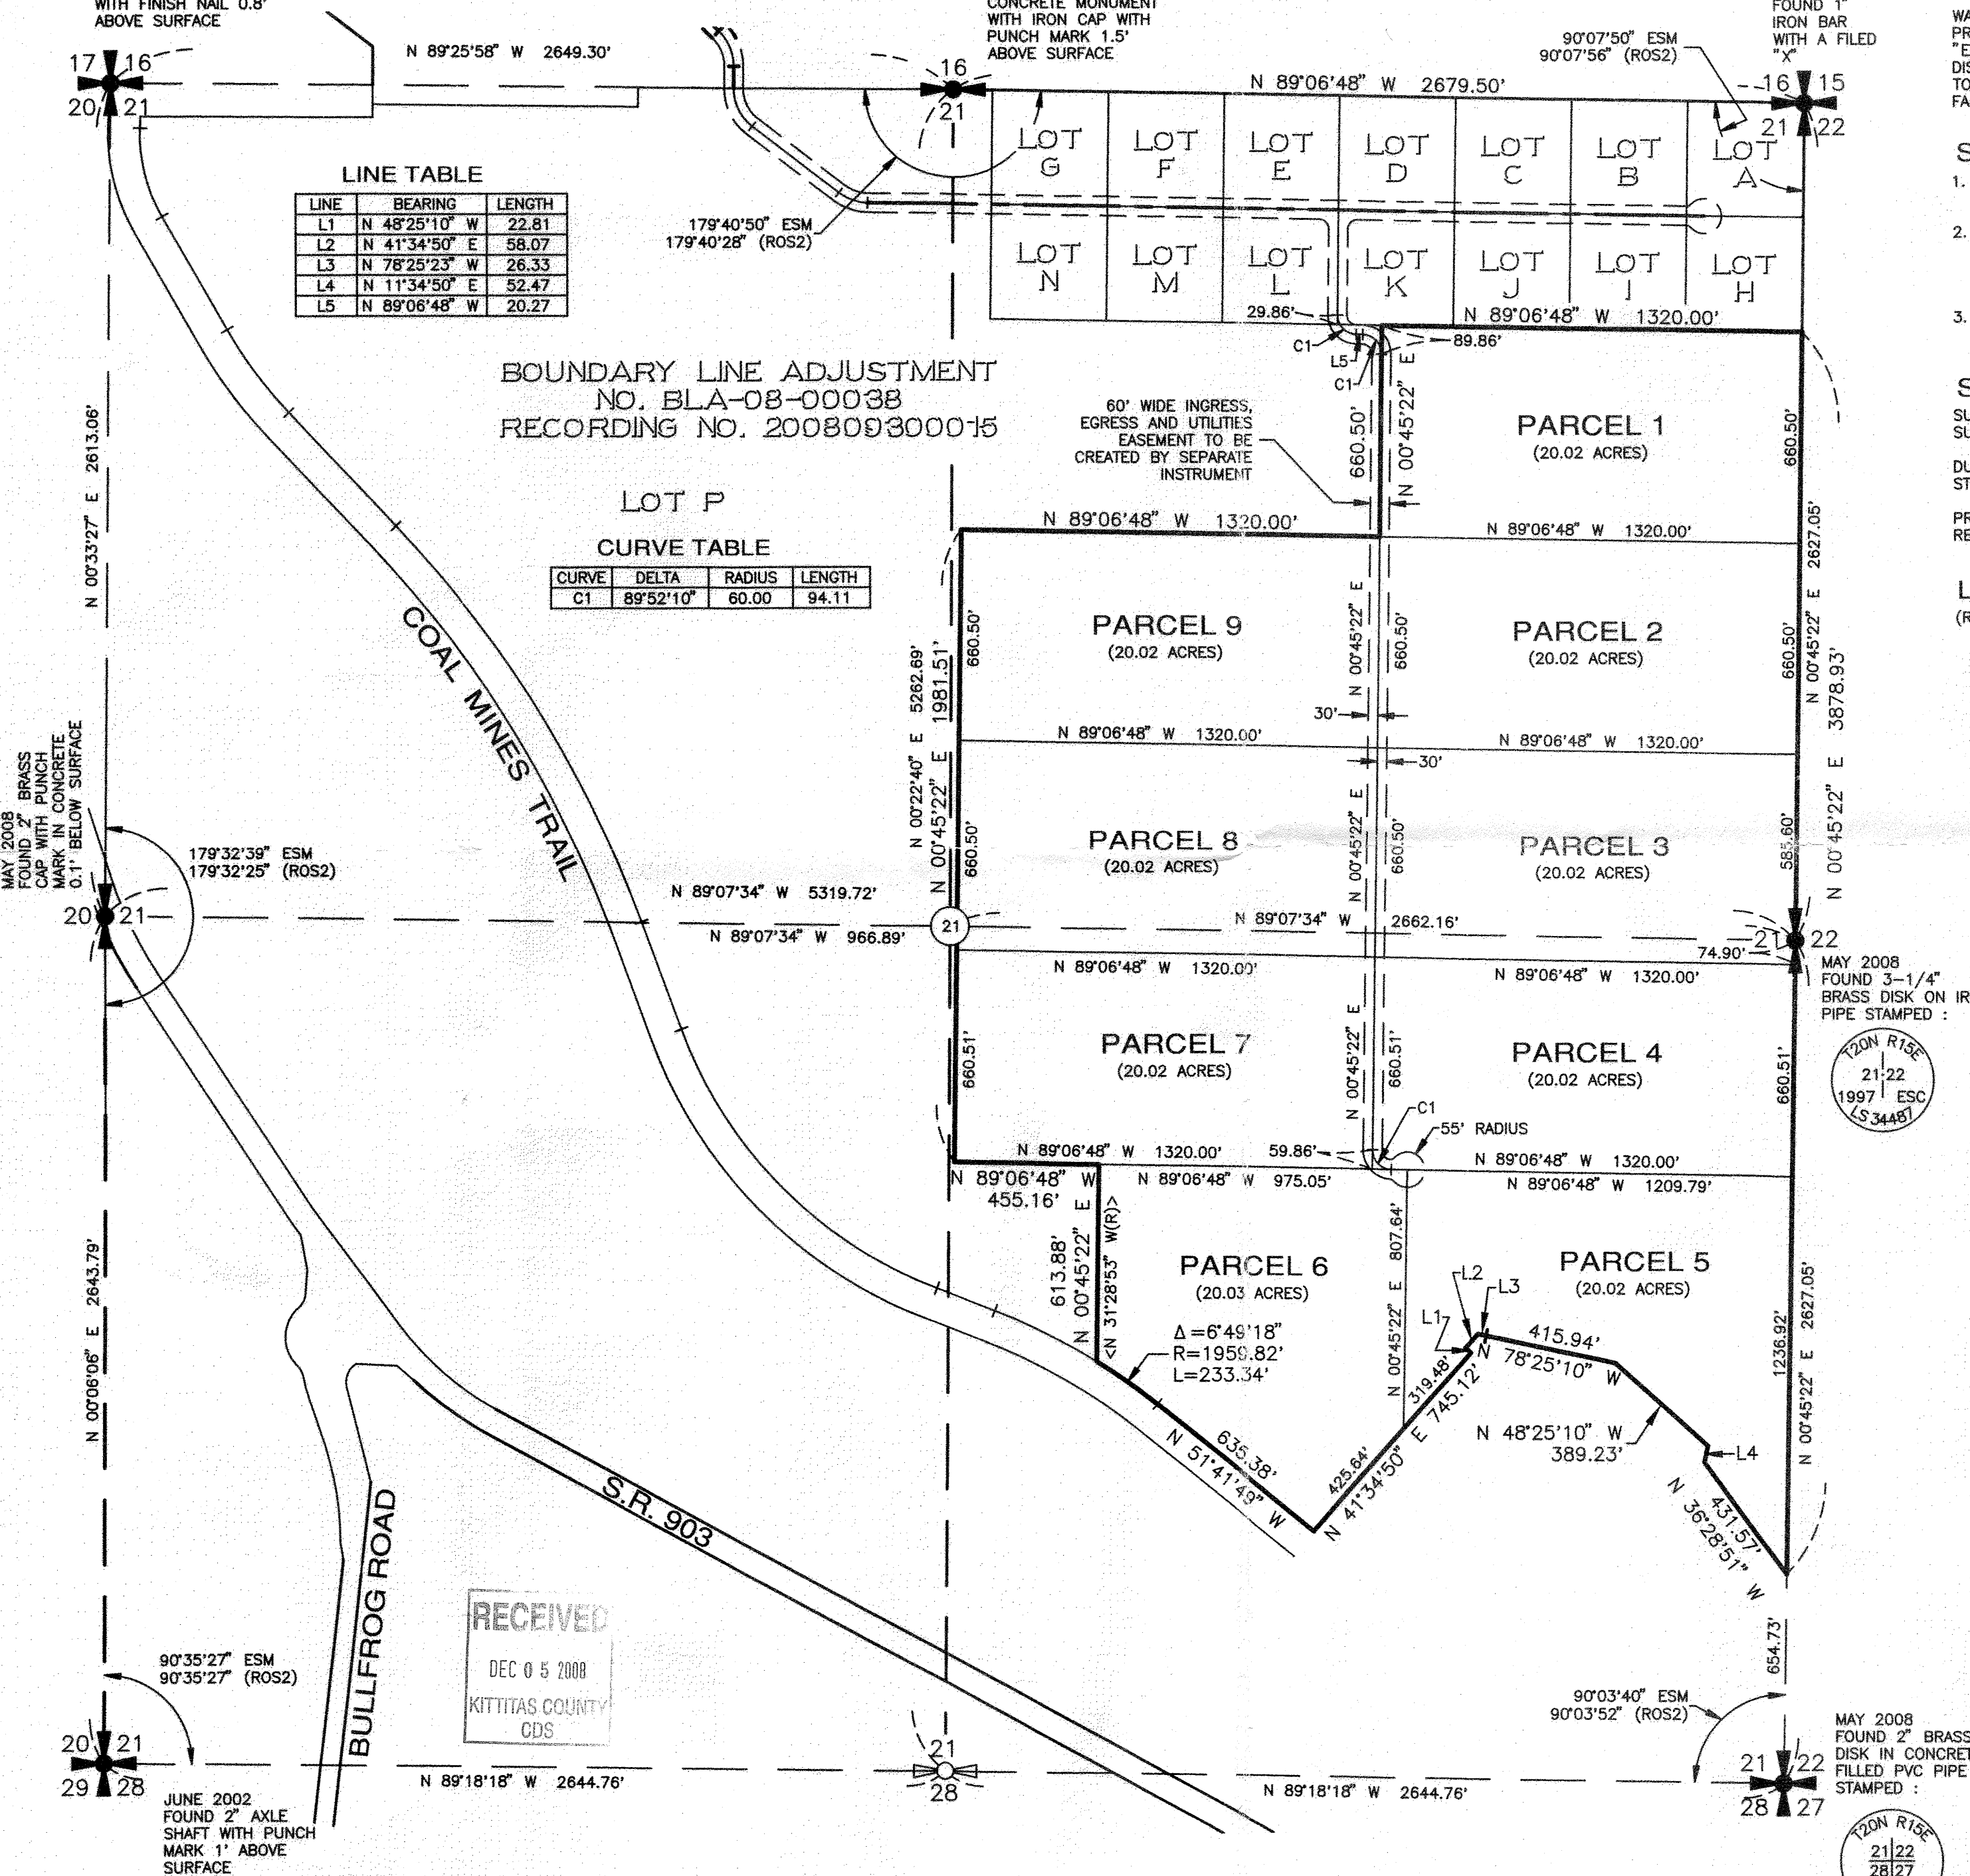 WITH FINISH NAIL 0.8'
ABOVE SURFACE
N 89°25'58" W 2649.30'
CONCRETE MONUMENT
WITH IRON CAP WITH
PUNCH MARK 1.5'
ABOVE SURFACE
FOUND 1"
IRON BAR
WITH A FILED
"X"
90°07'50" ESM
90°07'56" (ROS2)
17 16
20 21
16
21
N 89°06'48" W 2679.50'
16 15
21 22
LOT G
LOT F
LOT E
LOT D
LOT C
LOT B
LOT A
LOT N
LOT M
LOT L
LOT K
LOT J
LOT I
LOT H
179°40'50" ESM
179°40'28" (ROS2)
LINE TABLE
LINE BEARING LENGTH
L1 N 48°25'10" W 22.81
L2 N 41°34'50" E 58.07
L3 N 78°25'23" W 26.33
L4 N 11°34'50" E 52.47
L5 N 89°06'48" W 20.27
29.86'
N 89°06'48" W 1320.00'
C1
L5
C1
89.86'
BOUNDARY LINE ADJUSTMENT
NO. BLA-08-00038
RECORDING NO. 200809300015
LOT P
CURVE TABLE
CURVE DELTA RADIUS LENGTH
C1 89°52'10" 60.00 94.11
60' WIDE INGRESS,
EGRESS AND UTILITIES
EASEMENT TO BE
CREATED BY SEPARATE
INSTRUMENT
660.50'
N 00°45'22" E
PARCEL 1
(20.02 ACRES)
660.50'
N 00°33'27" E 2613.06'
N 89°06'48" W 1320.00'
N 89°06'48" W 1320.00'
N 00°45'22" E 2627.05'
COAL MINES TRAIL
PARCEL 9
(20.02 ACRES)
660.50'
N 00°45'22" E
660.50'
PARCEL 2
(20.02 ACRES)
660.50'
N 00°22'40" E 5262.69'
N 00°45'22" E 1981.51'
N 00°45'22" E 3878.93'
30'
N 89°06'48" W 1320.00'
N 89°06'48" W 1320.00'
30'
MAY 2008
FOUND 2" BRASS
CAP WITH PUNCH
MARK IN CONCRETE
0.1' BELOW SURFACE
179°32'39" ESM
179°32'25" (ROS2)
PARCEL 8
(20.02 ACRES)
660.50'
N 00°45'22" E
660.50'
PARCEL 3
(20.02 ACRES)
585.60'
20 21
N 89°07'34" W 5319.72'
N 89°07'34" W 966.89'
21
N 89°07'34" W 2662.16'
21 22
74.90'
N 89°06'48" W 1320.00'
N 89°06'48" W 1320.00'
MAY 2008
FOUND 3-1/4"
BRASS DISK ON IR
PIPE STAMPED :
T20N R15E
21 22
1997 ESC
LS 34487
PARCEL 7
(20.02 ACRES)
660.51'
N 00°45'22" E
660.51'
PARCEL 4
(20.02 ACRES)
660.51'
C1
55' RADIUS
N 89°06'48" W 1320.00'
59.86'
N 89°06'48" W 1320.00'
N 89°06'48" W
455.16'
N 89°06'48" W 975.05'
N 89°06'48" W 1209.79'
613.88'
N 00°45'22" E
<N 31°28'53" W(R)>
PARCEL 6
(20.03 ACRES)
Δ=6°49'18"
R=1959.82'
L=233.34'
N 00°45'22" E 807.64'
N 00°45'22" E
PARCEL 5
(20.02 ACRES)
L2
L3
L1
415.94'
N 78°25'10" W
319.48'
N 41°34'50" E 745.12'
425.64'
N 48°25'10" W
389.23'
L4
431.57'
N 36°28'51" W
1236.92'
N 00°45'22" E 2627.05'
635.38'
N 51°41'49" W
N 00°06'06" E 2643.79'
S.R. 903
BULLFROG ROAD
RECEIVED
DEC 05 2008
KITTITAS COUNTY
CDS
90°35'27" ESM
90°35'27" (ROS2)
654.73'
90°03'40" ESM
90°03'52" (ROS2)
20 21
29 28
N 89°18'18" W 2644.76'
21
28
N 89°18'18" W 2644.76'
21 22
28 27
JUNE 2002
FOUND 2" AXLE
SHAFT WITH PUNCH
MARK 1' ABOVE
SURFACE
MAY 2008
FOUND 2" BRASS
DISK IN CONCRET
FILLED PVC PIPE
STAMPED :
T20N R15E
21 22
28 27
WA
PR
"E
DIS
TO
FA
S
1.
2.
3.
S
SU
SU
DU
ST
PR
RE
L
(R